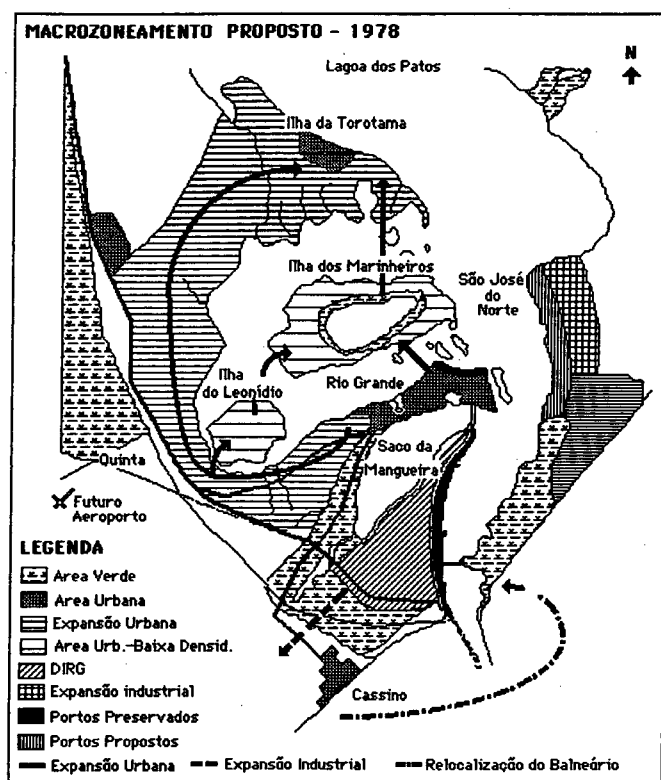 MACROZONEAMENTO PROPOSTO - 1978
N
Lagoa dos Patos
Ilha da Torotama
Ilha dos Marinheiros
São José
do
Norte
Ilha
do Leonídio
Rio Grande
Saco da
Mangueira
Quinta
Futuro
Aeroporto
LEGENDA
Area Verde
Area Urbana
Expansão Urbana
Area Urb.-Baixa Densid.
DIRG
Expansão industrial
Cassino
Portos Preservados
Portos Propostos
Expansão Urbana
Expansão Industrial
Relocalização do Balneário